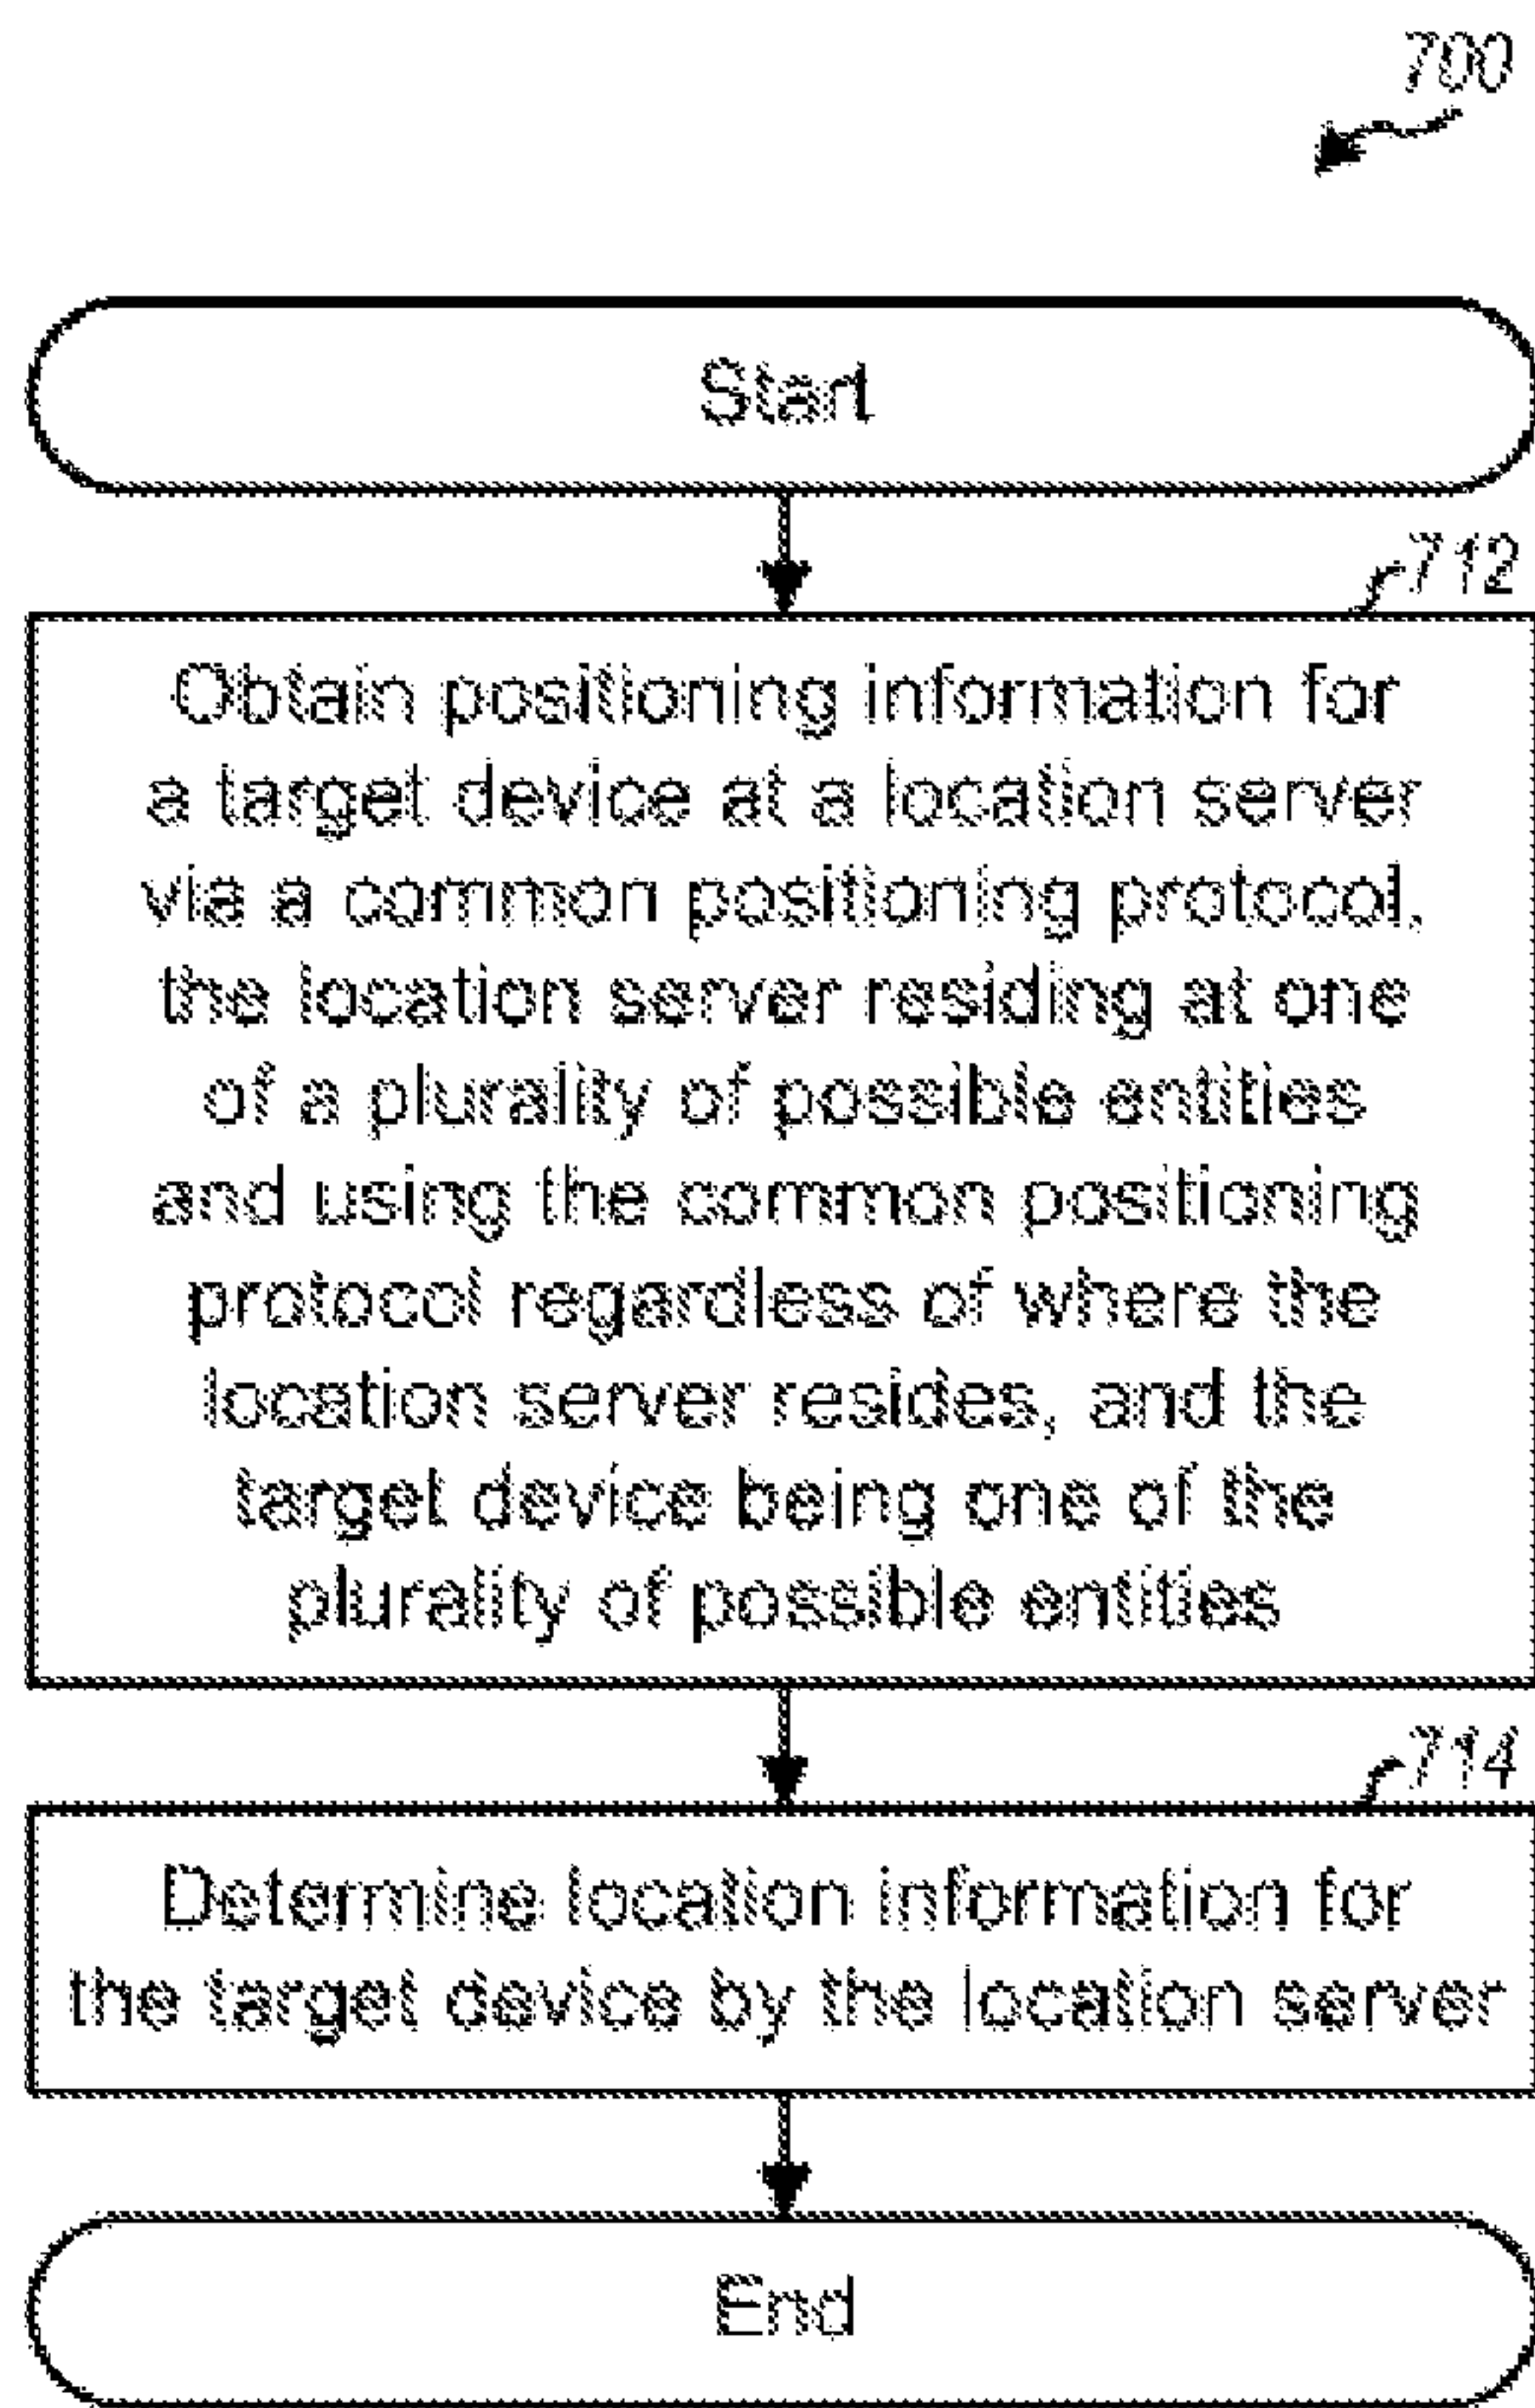 700
Start
712
Obtain positioning information for
a target device at a location server
via a common positioning protocol,
the location server residing at one
of a plurality of possible entities
and using the common positioning
protocol regardless of where the
location server resides, and the
target device being one of the
plurality of possible entities
714
Determine location information for
the target device by the location server
End